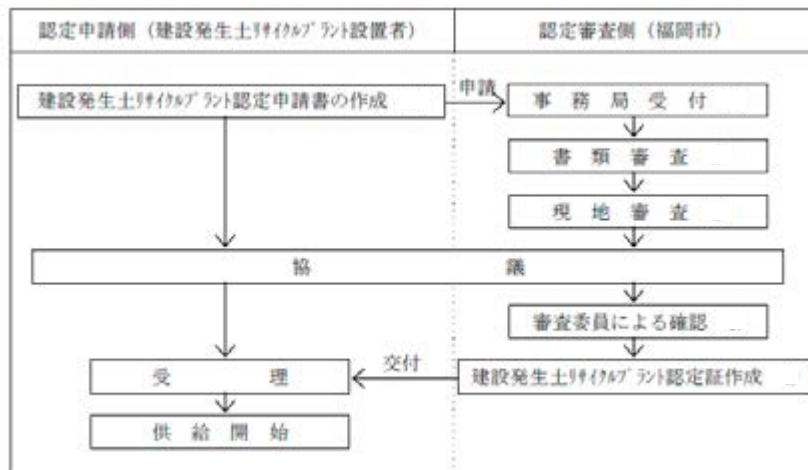 認定申請側（建設発生土ﾘｻｲｸﾙﾌﾟﾗﾝﾄ設置者）
認定審査側（福岡市）
建設発生土ﾘｻｲｸﾙﾌﾟﾗﾝﾄ認定申請書の作成
申請
事務局受付
書類審査
現地審査
協議
審査委員による確認
受理
交付
建設発生土ﾘｻｲｸﾙﾌﾟﾗﾝﾄ認定証作成
供給開始